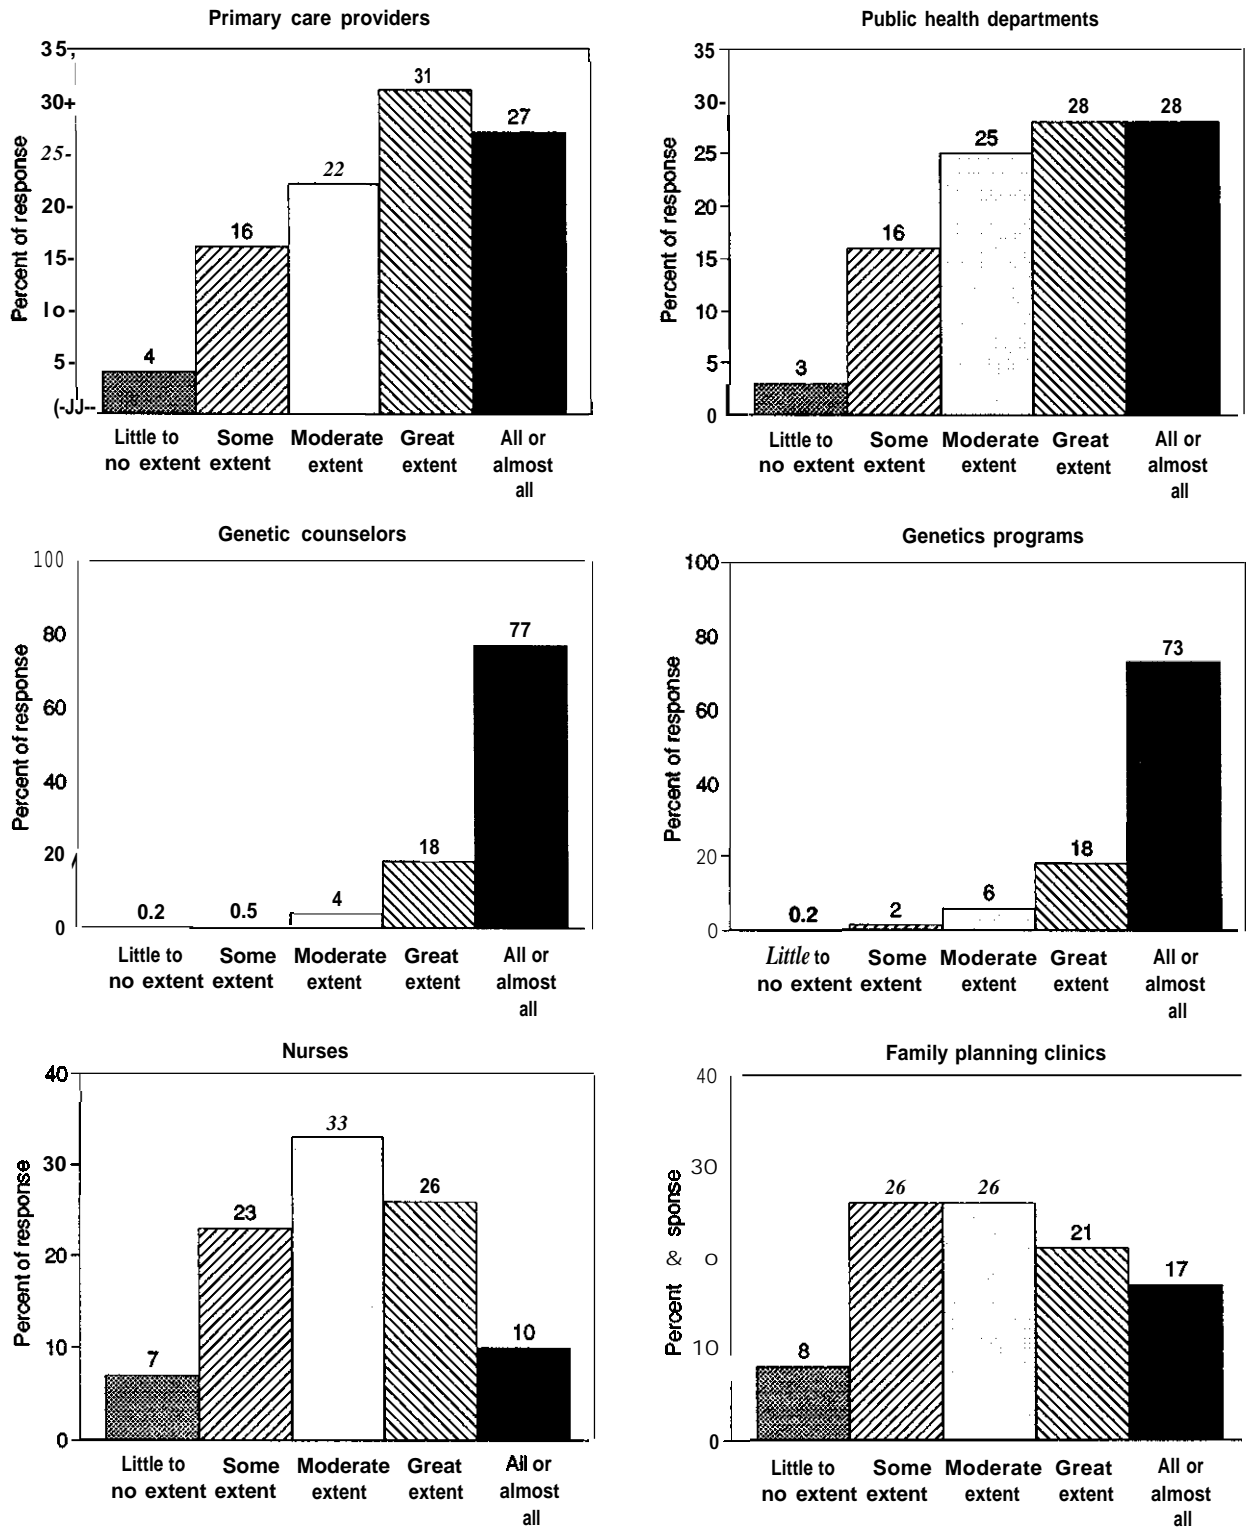 Primary care providers
35,
30+
25-
20-
15-
Io-
5-
(-JJ--
Percent of response
4
16
22
31
27
Little to Some Moderate Great All or
no extent extent extent extent almost
all
Public health departments
35
30-
25
20
15
10
5
0
Percent of response
3
16
25
28
28
Little to Some Moderate Great All or
no extent extent extent extent almost
all
Genetic counselors
100
80
60
40
20
0
Percent of response
0.2
0.5
4
18
77
Little to Some Moderate Great All or
no extent extent extent extent almost
all
Genetics programs
100
80
60
40
20
0
Percent of response
0.2
2
6
18
73
Little to Some Moderate Great All or
no extent extent extent extent almost
all
Nurses
40
30
20
10
0
Percent of response
7
23
33
26
10
Little to Some Moderate Great All or
no extent extent extent extent almost
all
Family planning clinics
40
30
o
10
0
Percent & sponse
8
26
26
21
17
Little to Some Moderate Great All or
no extent extent extent extent almost
all